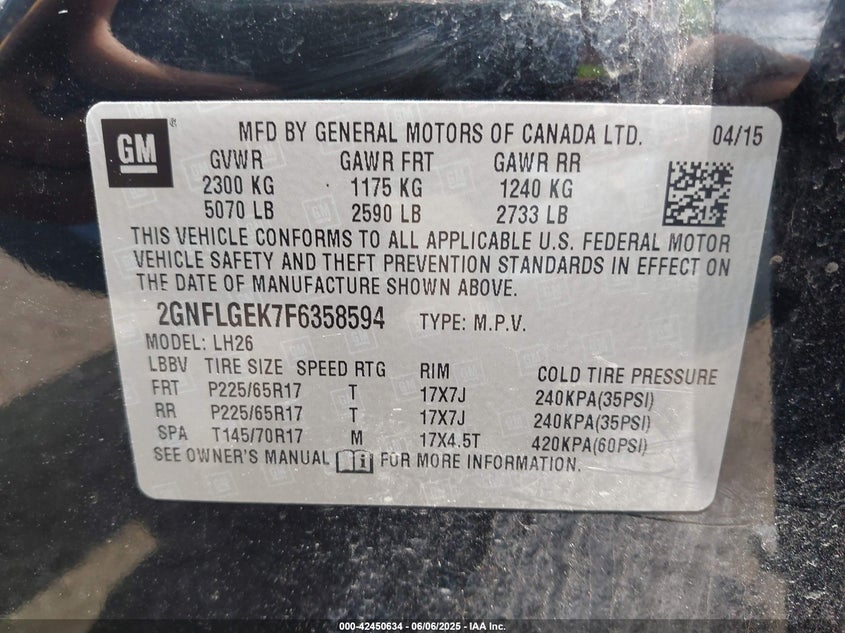 GM
MFD BY GENERAL MOTORS OF CANADA LTD. 04/15
GVWR GAWR FRT GAWR RR
2300 KG 1175 KG 1240 KG
5070 LB 2590 LB 2733 LB
THIS VEHICLE CONFORMS TO ALL APPLICABLE U.S. FEDERAL MOTOR
VEHICLE SAFETY AND THEFT PREVENTION STANDARDS IN EFFECT ON
THE DATE OF MANUFACTURE SHOWN ABOVE.
2GNFLGEK7F6358594 TYPE: M.P.V.
MODEL: LH26
LBBV TIRE SIZE SPEED RTG RIM COLD TIRE PRESSURE
FRT P225/65R17 T 17X7J 240KPA(35PSI)
RR P225/65R17 T 17X7J 240KPA(35PSI)
SPA T145/70R17 M 17X4.5T 420KPA(60PSI)
SEE OWNER'S MANUAL FOR MORE INFORMATION.
000-42450634 - 06/06/2025 - IAA Inc.